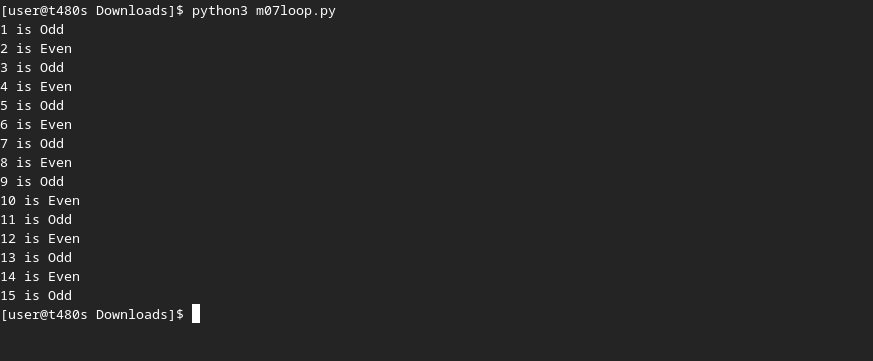 [user@t480s Downloads]$ python3 m07loop.py
1 is Odd
2 is Even
3 is Odd
4 is Even
5 is Odd
6 is Even
7 is Odd
8 is Even
9 is Odd
10 is Even
11 is Odd
12 is Even
13 is Odd
14 is Even
15 is Odd
[user@t480s Downloads]$